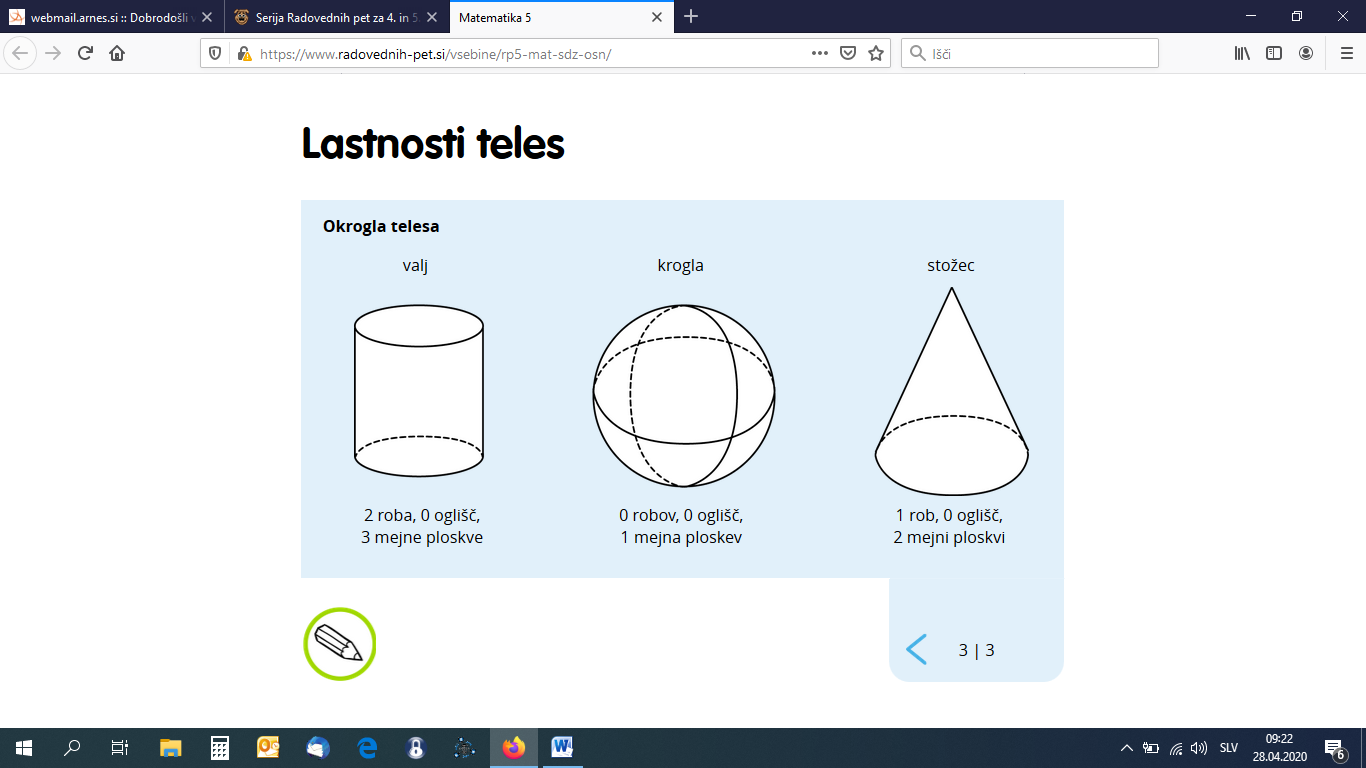 webmail.arnes.si :: Dobrodošli v
Serija Radovednih pet za 4. in 5.
Matematika 5
https://www.radovednih-pet.si/vsebine/rp5-mat-sdz-osn/
Išči
Lastnosti teles
Okrogla telesa
valj krogla stožec
2 roba, 0 oglišč, 0 robov, 0 oglišč, 1 rob, 0 oglišč,
3 mejne ploskve 1 mejna ploskev 2 mejni ploskvi
3 | 3
SLV
09:22
28.04.2020
6